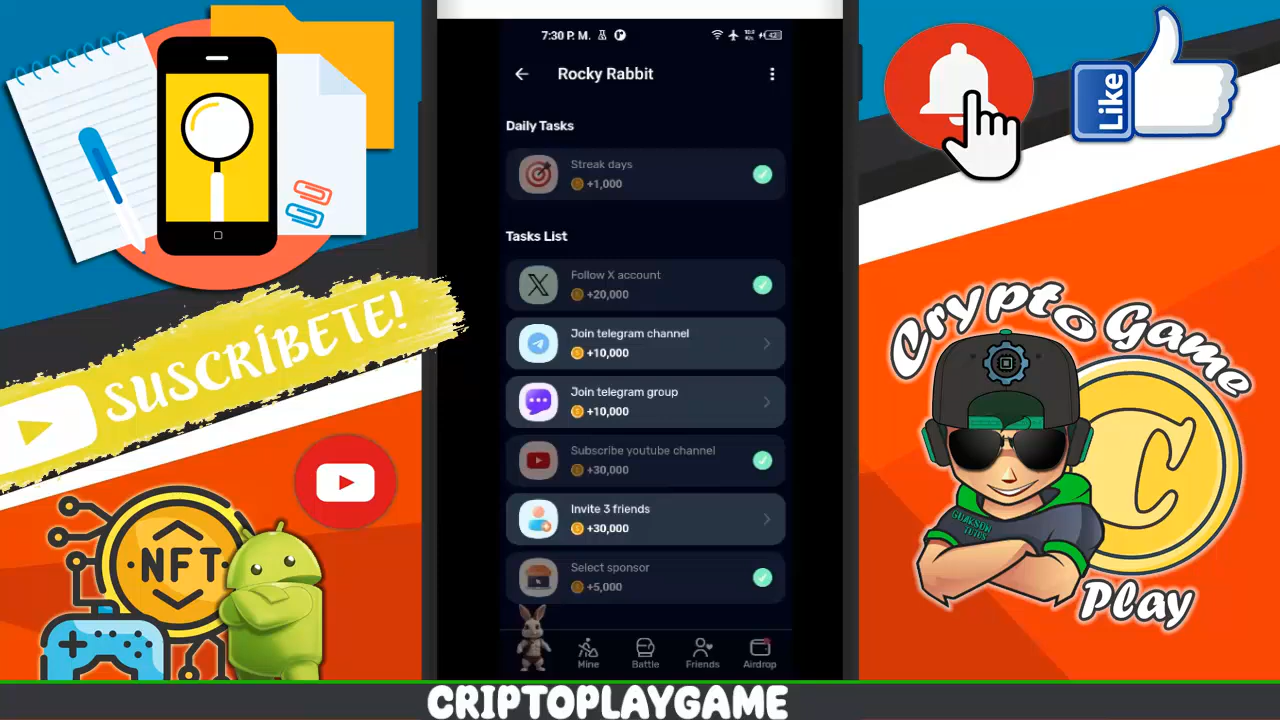 7:30 P. M.
Rocky Rabbit
Daily Tasks
Streak days
+1,000
Tasks List
Follow X account
+20,000
Join telegram channel
+10,000
Join telegram group
+10,000
Subscribe youtube channel
+30,000
Invite 3 friends
+30,000
Select sponsor
+5,000
Mine
Battle
Friends
Airdrop
SUSCRÍBETE!
NFT
Like
Crypto Game
C
GUAKSON
TUTOS
Play
CRIPTOPLAYGAME